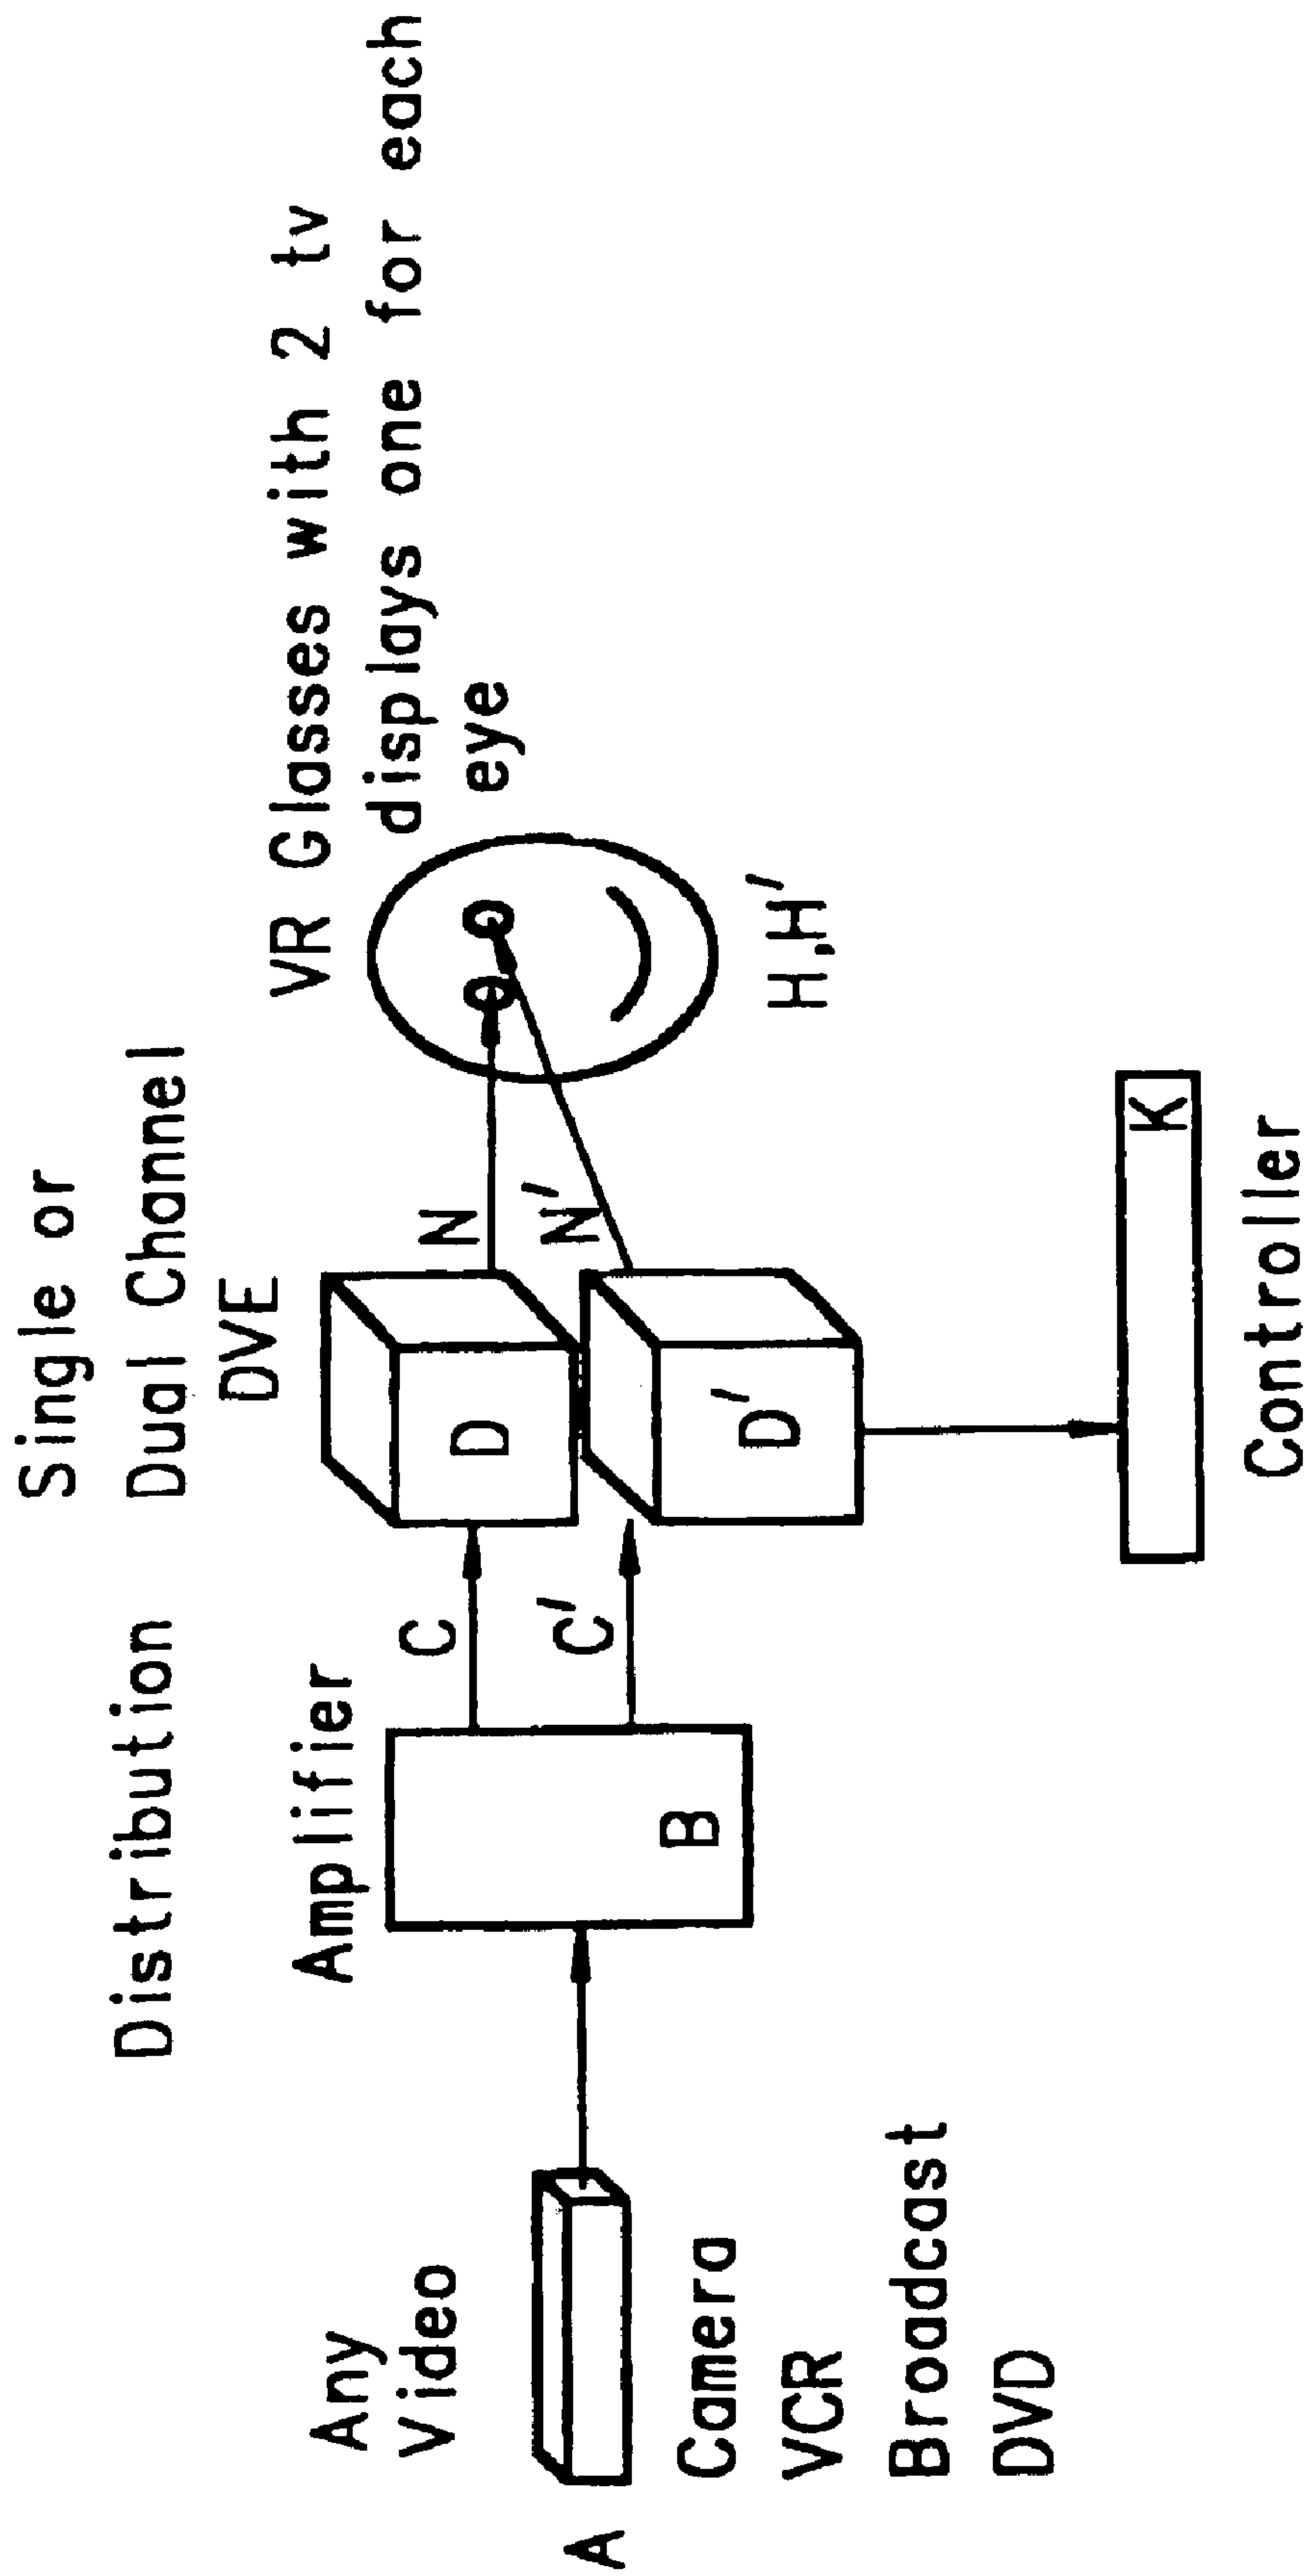 Any
Video
A
Camera
VCR
Broadcast
DVD
Distribution
Amplifier
B
C
C'
Single or
Dual Channel
DVE
D
D'
N
N'
VR Glasses with 2 tv
displays one for each
eye
H,H'
K
Controller